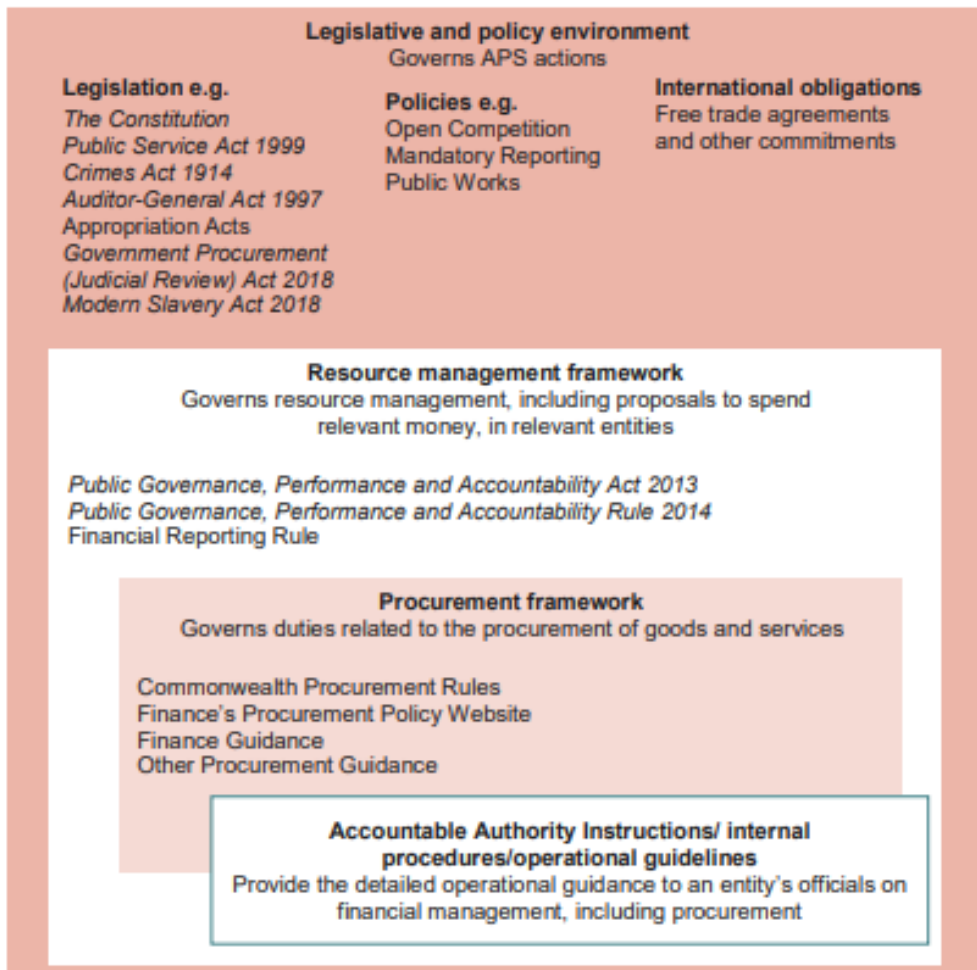 Legislative and policy environment
Governs APS actions
Legislation e.g.
The Constitution
Public Service Act 1999
Crimes Act 1914
Auditor-General Act 1997
Appropriation Acts
Government Procurement
(Judicial Review) Act 2018
Modern Slavery Act 2018
Policies e.g.
Open Competition
Mandatory Reporting
Public Works
International obligations
Free trade agreements
and other commitments
Resource management framework
Governs resource management, including proposals to spend
relevant money, in relevant entities
Public Governance, Performance and Accountability Act 2013
Public Governance, Performance and Accountability Rule 2014
Financial Reporting Rule
Procurement framework
Governs duties related to the procurement of goods and services
Commonwealth Procurement Rules
Finance's Procurement Policy Website
Finance Guidance
Other Procurement Guidance
Accountable Authority Instructions/ internal
procedures/operational guidelines
Provide the detailed operational guidance to an entity's officials on
financial management, including procurement